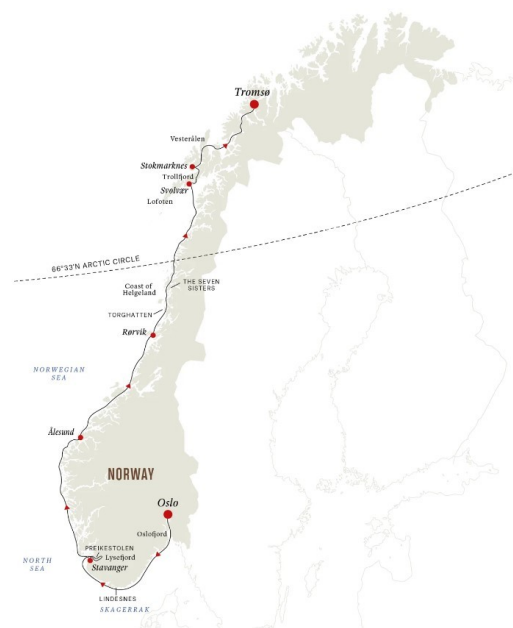 Tromsø
Vesterålen
Stokmarknes
Trollfjord
Svolvær
Lofoten
66°33'N ARCTIC CIRCLE
Coast of
Helgeland
THE SEVEN
SISTERS
TORGHATTEN
Rørvik
NORWEGIAN
SEA
Ålesund
NORWAY
Oslo
Oslofjord
PREIKESTOLEN
Lysefjord
Stavanger
NORTH
SEA
LINDESNES
SKAGERRAK